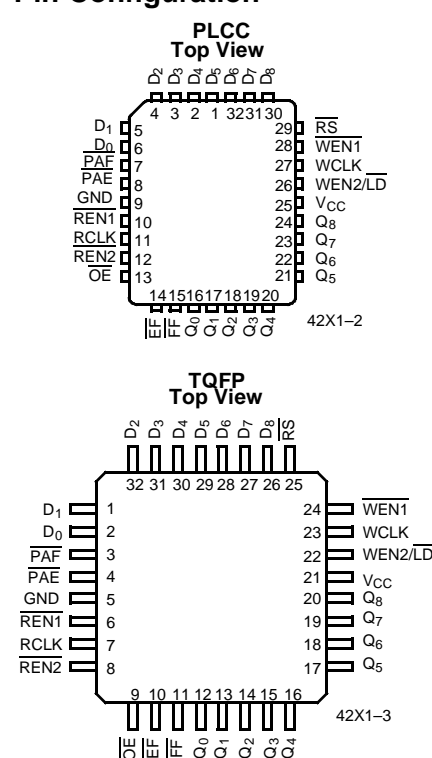 PLCC
Top View
D2 D3 D4 D5 D6 D7 D8
4 3 2 1 32 31 30
D1 5
D0 6
PAF 7
PAE 8
GND 9
REN1 10
RCLK 11
REN2 12
OE 13
29 RS
28 WEN1
27 WCLK
26 WEN2/LD
25 VCC
24 Q8
23 Q7
22 Q6
21 Q5
14 15 16 17 18 19 20
EF FF Q0 Q1 Q2 Q3 Q4
42X1–2
TQFP
Top View
D2 D3 D4 D5 D6 D7 D8 RS
32 31 30 29 28 27 26 25
D1 1
D0 2
PAF 3
PAE 4
GND 5
REN1 6
RCLK 7
REN2 8
24 WEN1
23 WCLK
22 WEN2/LD
21 VCC
20 Q8
19 Q7
18 Q6
17 Q5
9 10 11 12 13 14 15 16
OE EF FF Q0 Q1 Q2 Q3 Q4
42X1–3